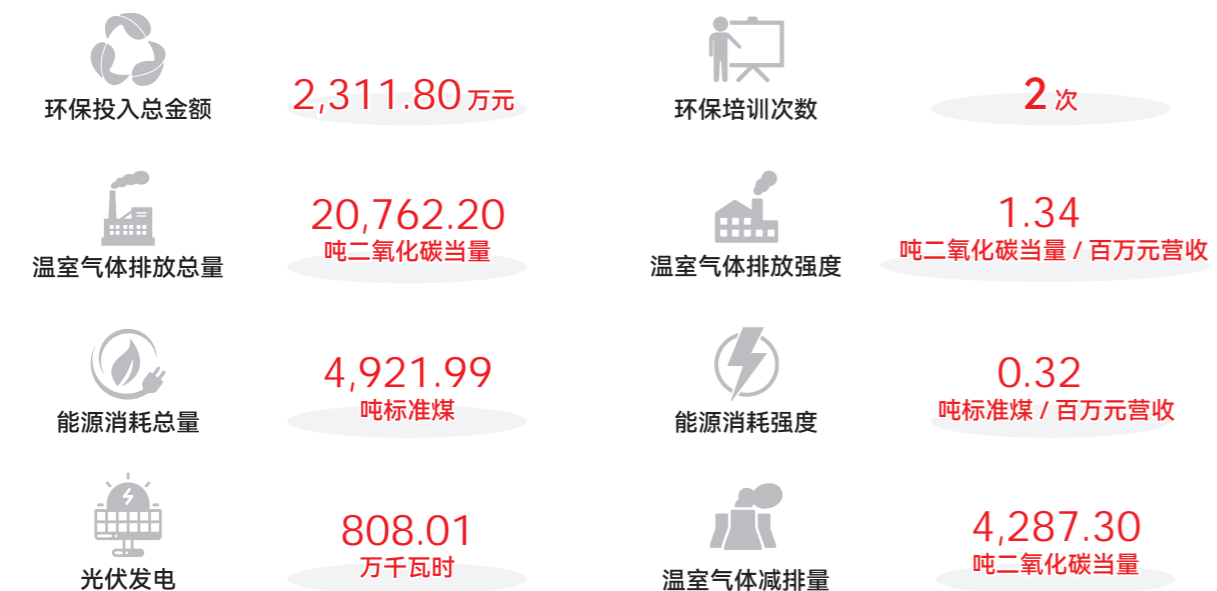 环保投入总金额
2,311.80 万元
环保培训次数
2 次
温室气体排放总量
20,762.20
吨二氧化碳当量
温室气体排放强度
1.34
吨二氧化碳当量 / 百万元营收
能源消耗总量
4,921.99
吨标准煤
能源消耗强度
0.32
吨标准煤 / 百万元营收
光伏发电
808.01
万千瓦时
温室气体减排量
4,287.30
吨二氧化碳当量